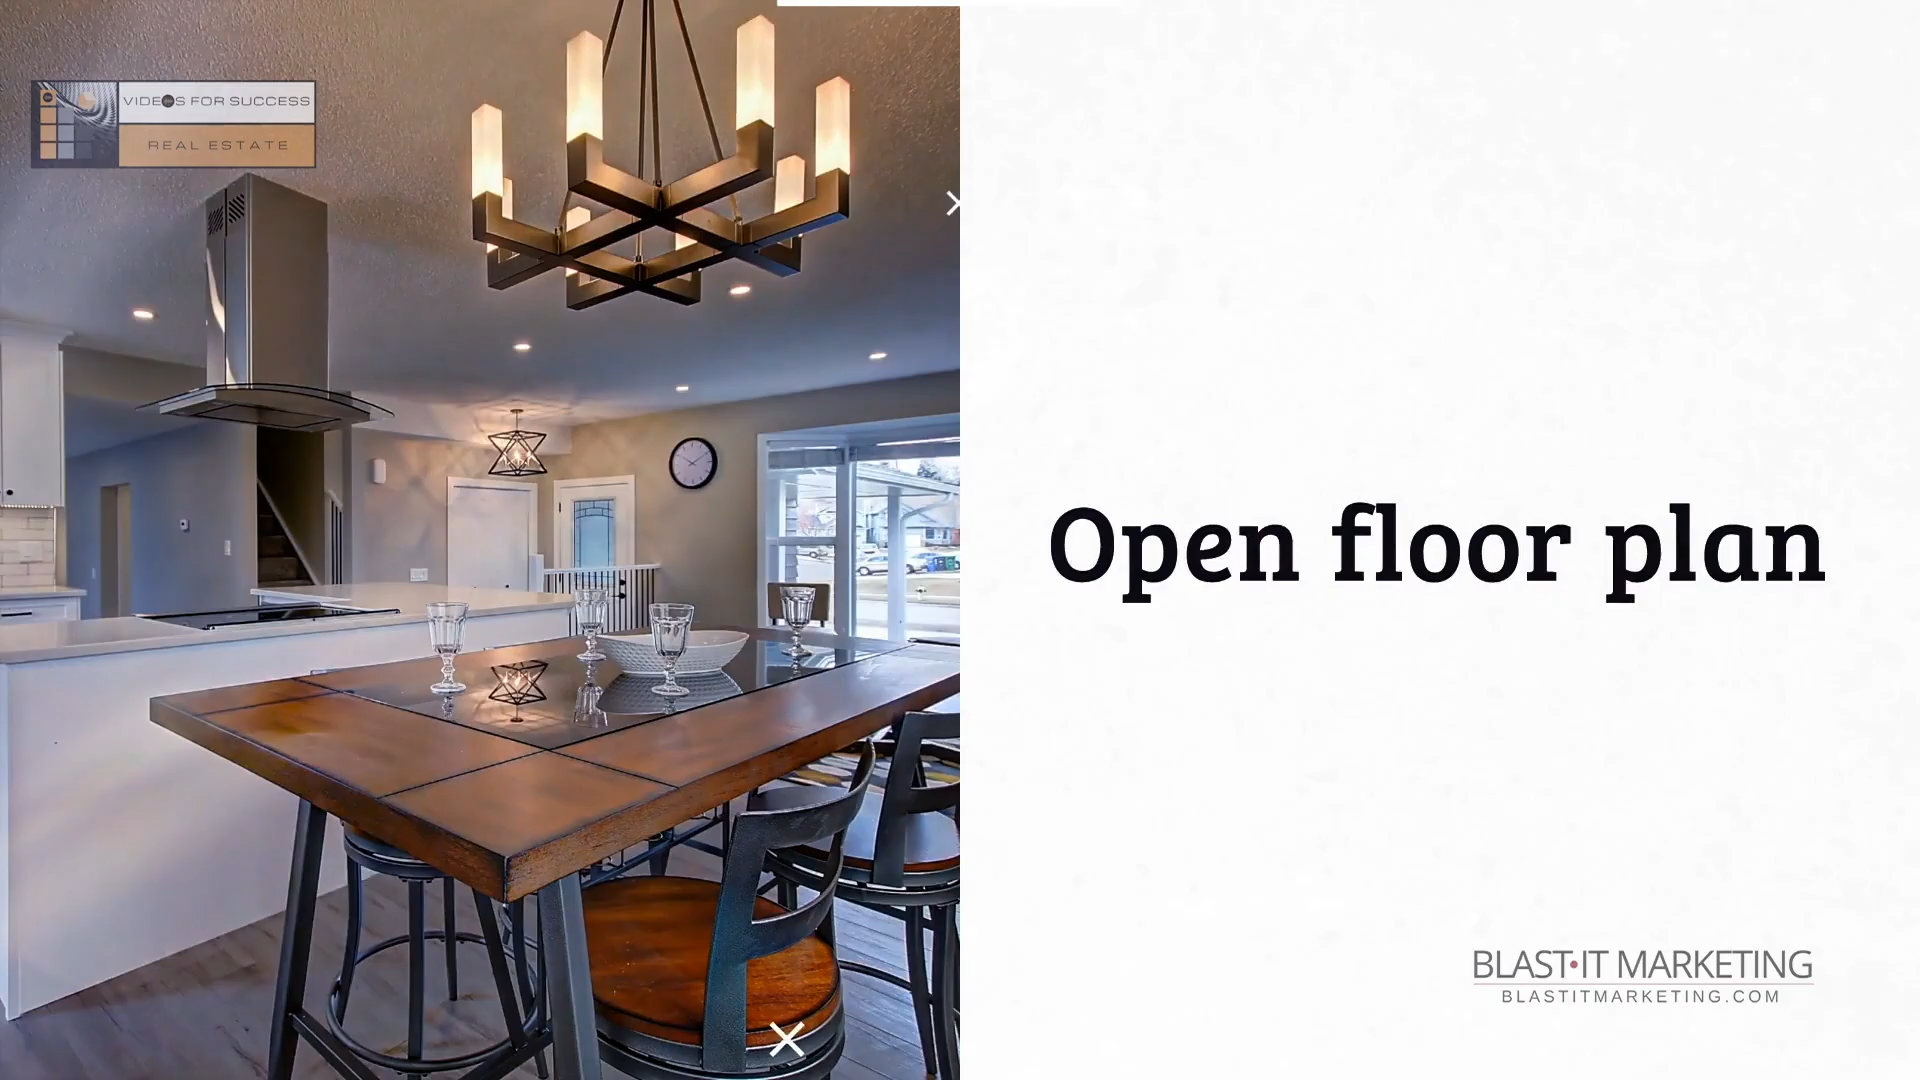 VIDEOS FOR SUCCESS
REAL ESTATE
Open floor plan
BLAST•IT MARKETING
BLASTITMARKETING.COM